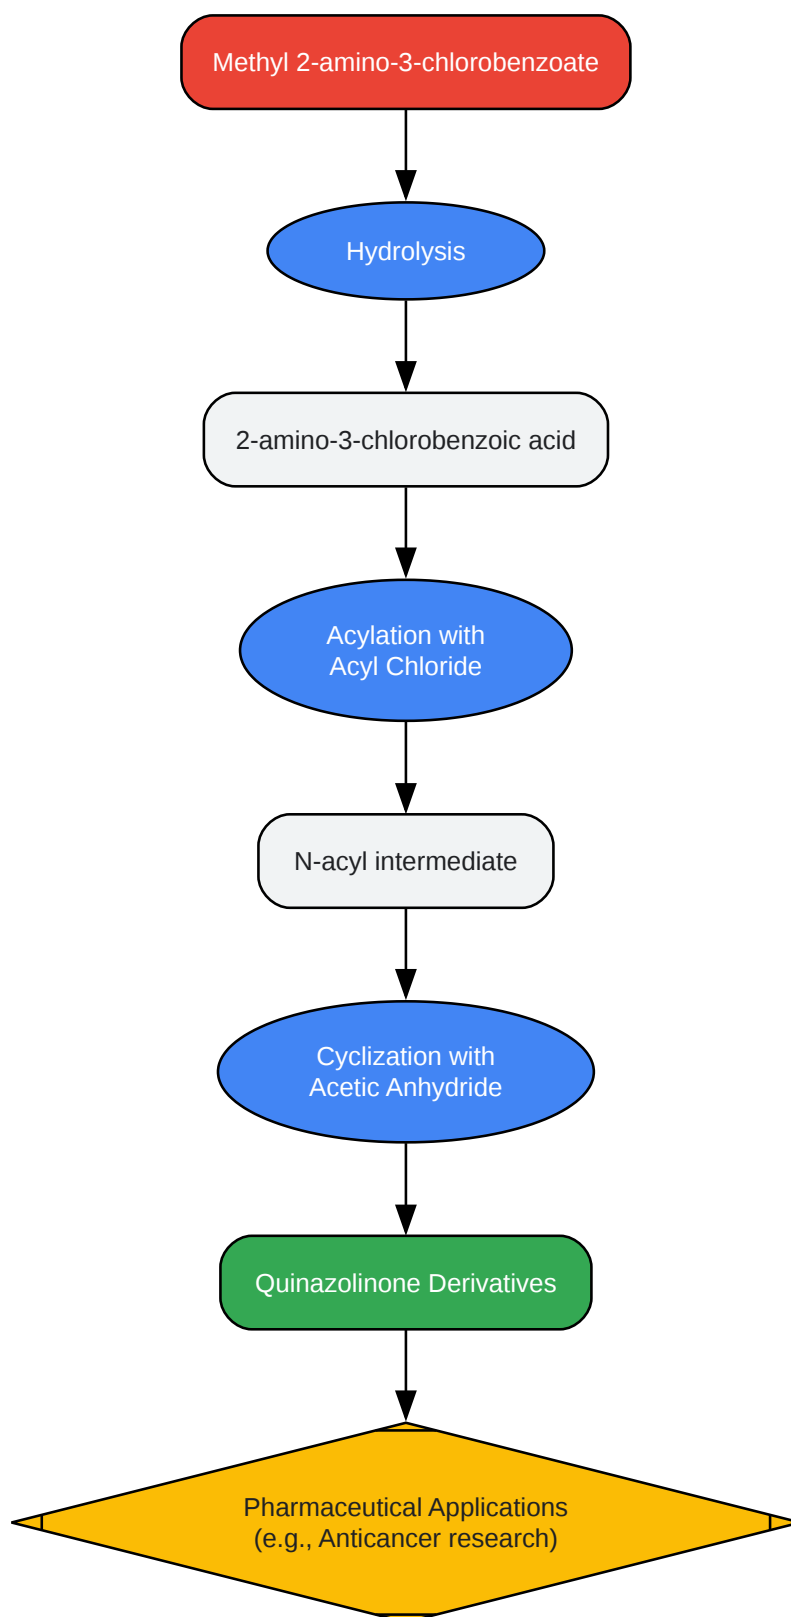 Methyl 2-amino-3-chlorobenzoate
Hydrolysis
2-amino-3-chlorobenzoic acid
Acylation with
Acyl Chloride
N-acyl intermediate
Cyclization with
Acetic Anhydride
Quinazolinone Derivatives
Pharmaceutical Applications
(e.g., Anticancer research)